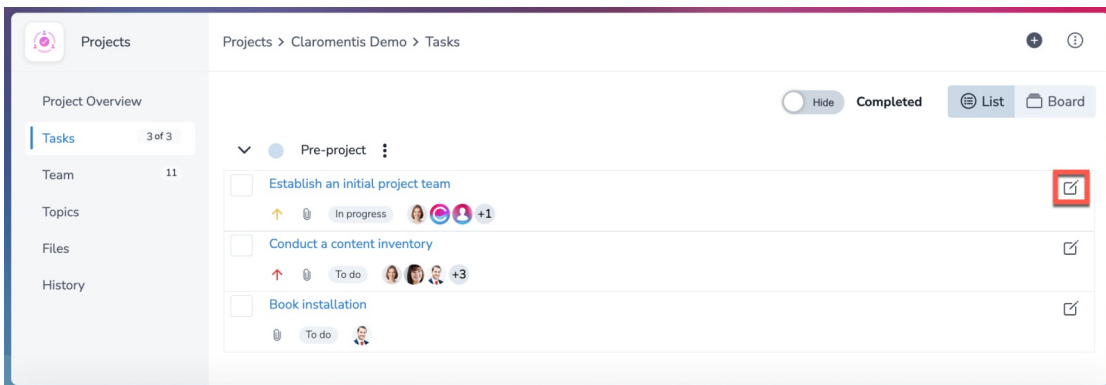 Projects
Projects > Claromentis Demo > Tasks
Project Overview
Hide Completed List Board
Tasks 3 of 3
Pre-project
Team 11
Establish an initial project team
In progress +1
Topics
Conduct a content inventory
Files
To do +3
History
Book installation
To do